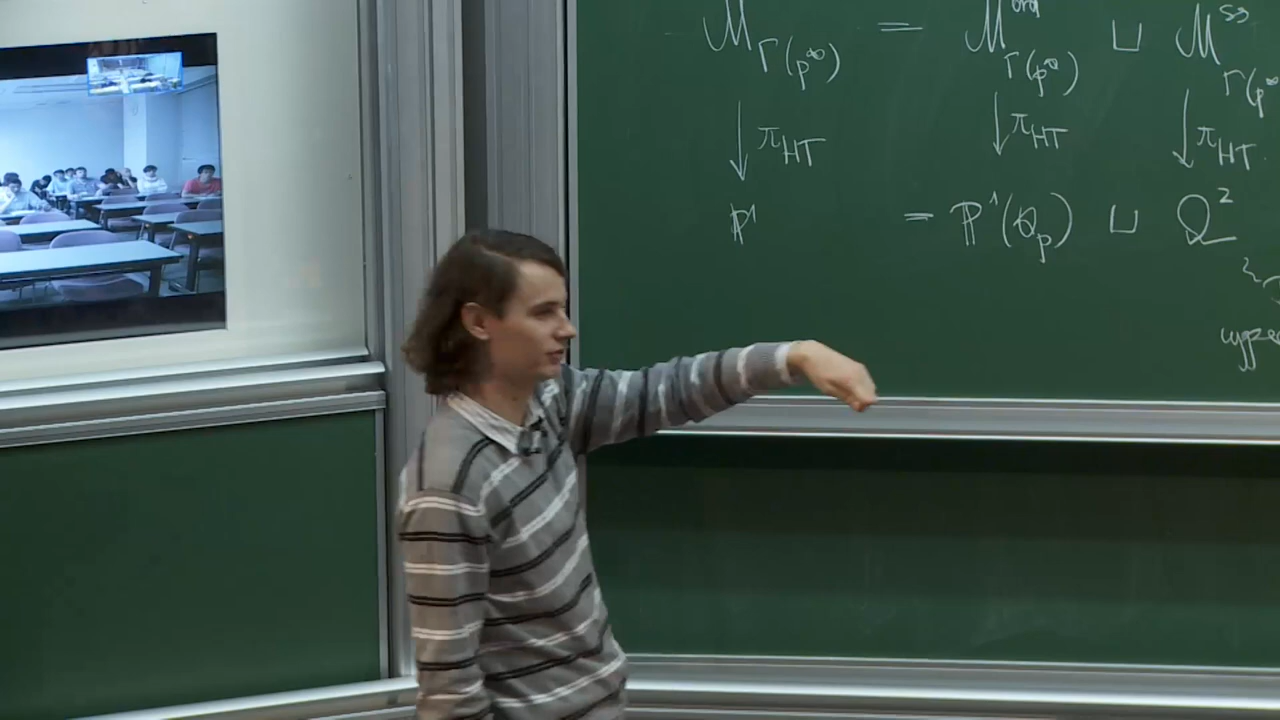 M_{Γ(p^∞)} = M^{ord}_{Γ(p^∞)} ⊔ M^{ss}_{Γ(p^∞
↓ π_{HT} ↓ π_{HT} ↓ π_{HT}
P^1 = P^1(Q_p) ⊔ Ω^2